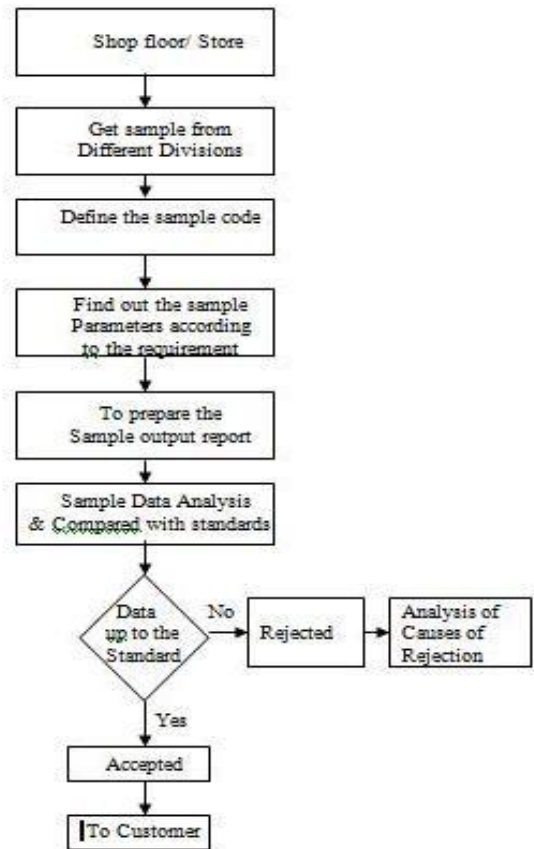 Shop floor/ Store
Get sample from
Different Divisions
Define the sample code
Find out the sample
Parameters according
to the requirement
To prepare the
Sample output report
Sample Data Analysis
& Compared with standards
Data
up to the
Standard
No
Rejected
Analysis of
Causes of
Rejection
Yes
Accepted
To Customer